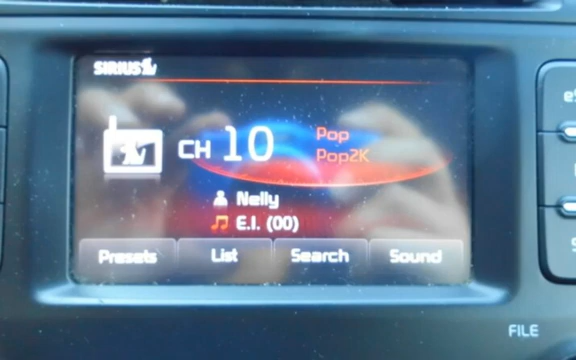 SIRIUS
CH 10
Pop
Pop2K
Nelly
E.I. (00)
Presets List Search Sound
FILE